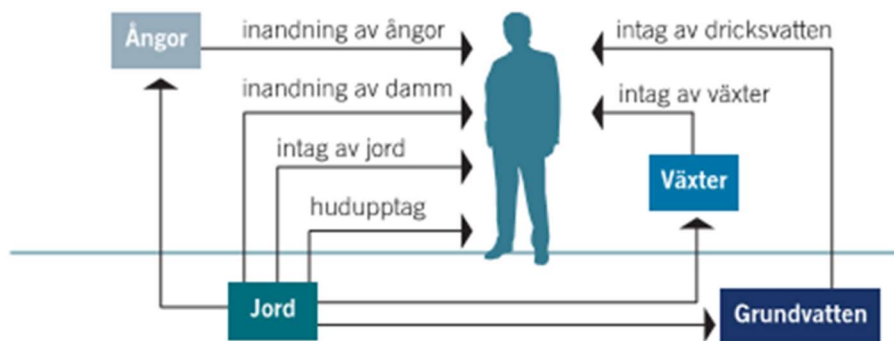 Ångor
inandning av ångor
intag av dricksvatten
inandning av damm
intag av växter
intag av jord
Växter
hudupptag
Jord
Grundvatten